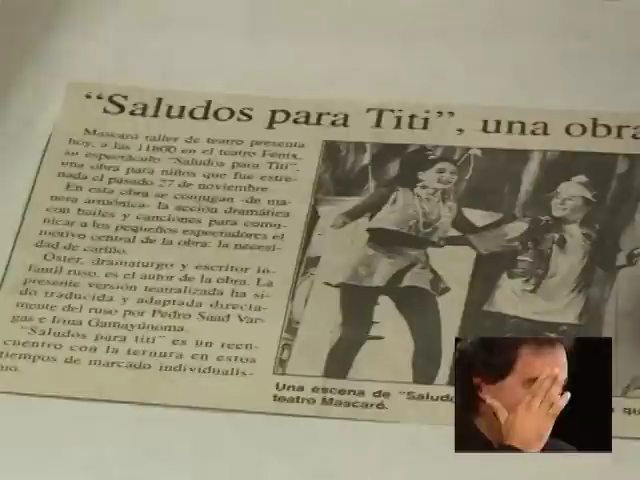 "Saludos para Titi", una obra
Mascaró taller de teatro presenta
hoy, a las 11h00 en el teatro Fénix,
su espectáculo "Saludos para Titi",
una obra para niños que fue estre-
nada el pasado 27 de noviembre.
En esta obra se conjugan -de ma-
nera armónica- la acción dramática
con bailes y canciones para comu-
nicar a los pequeños espectadores el
motivo central de la obra: la necesi-
dad de cariño.
Oster, dramaturgo y escritor in-
fantil ruso, es el autor de la obra. La
presente versión teatralizada ha si-
do traducida y adaptada directa-
mente del ruso por Pedro Saad Var-
gas e Irina Gamayúnoma.
"Saludos para titi" es un reen-
cuentro con la ternura en estos
tiempos de marcado individualis-
mo.
Una escena de "Salud
teatro Mascaró.